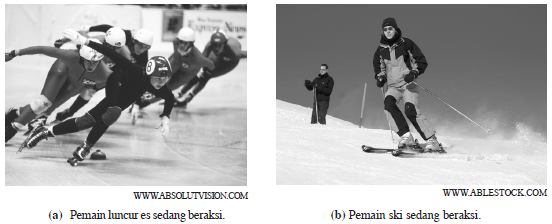 WWW.ABSOLUTVISION.COM
(a) Pemain luncur es sedang beraksi.
WWW.ABLESTOCK.COM
(b) Pemain ski sedang beraksi.